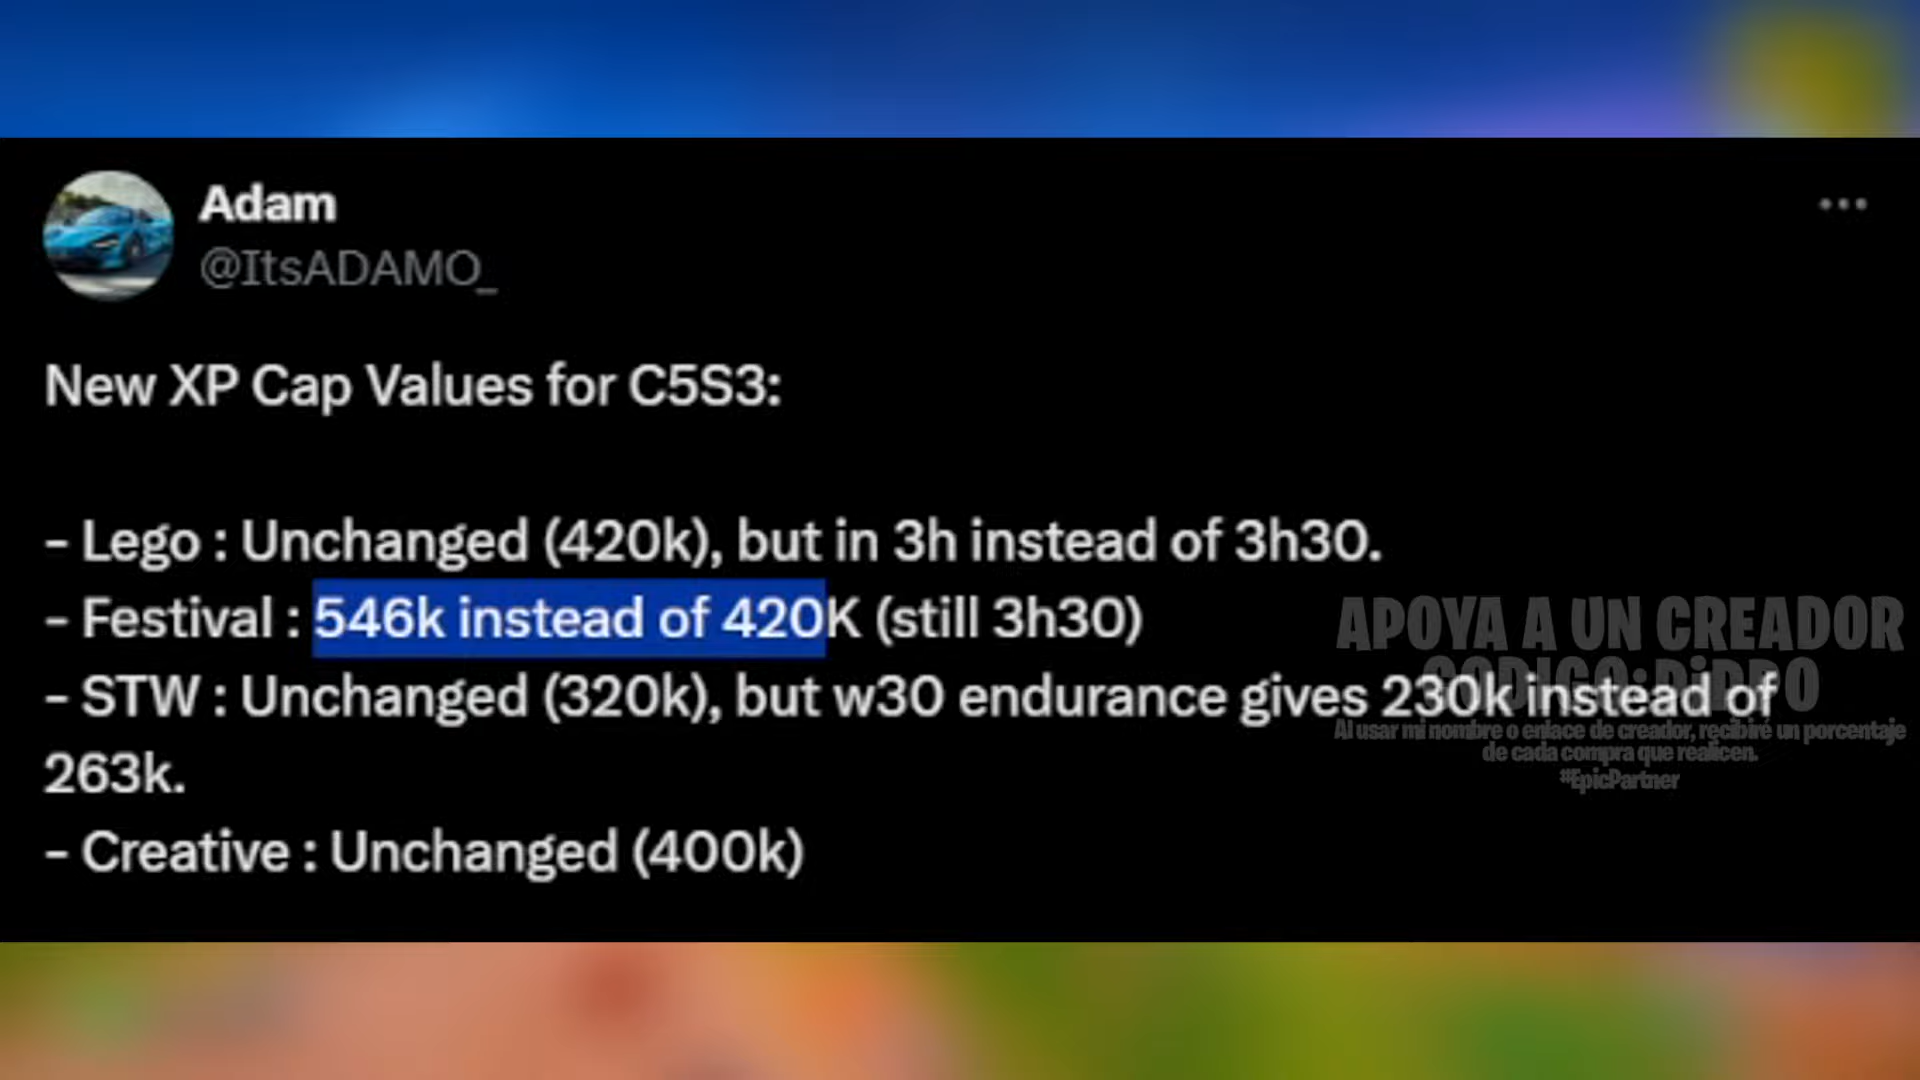 Adam
@ItsADAMO_
New XP Cap Values for C5S3:
- Lego : Unchanged (420k), but in 3h instead of 3h30.
- Festival : 546k instead of 420K (still 3h30)
- STW : Unchanged (320k), but w30 endurance gives 230k instead of
263k.
- Creative : Unchanged (400k)
APOYA A UN CREADOR
CODIGO:
Al usar mi nombre o enlace de creador, recibiré un porcentaje
de cada compra que realicen.
#EpicPartner